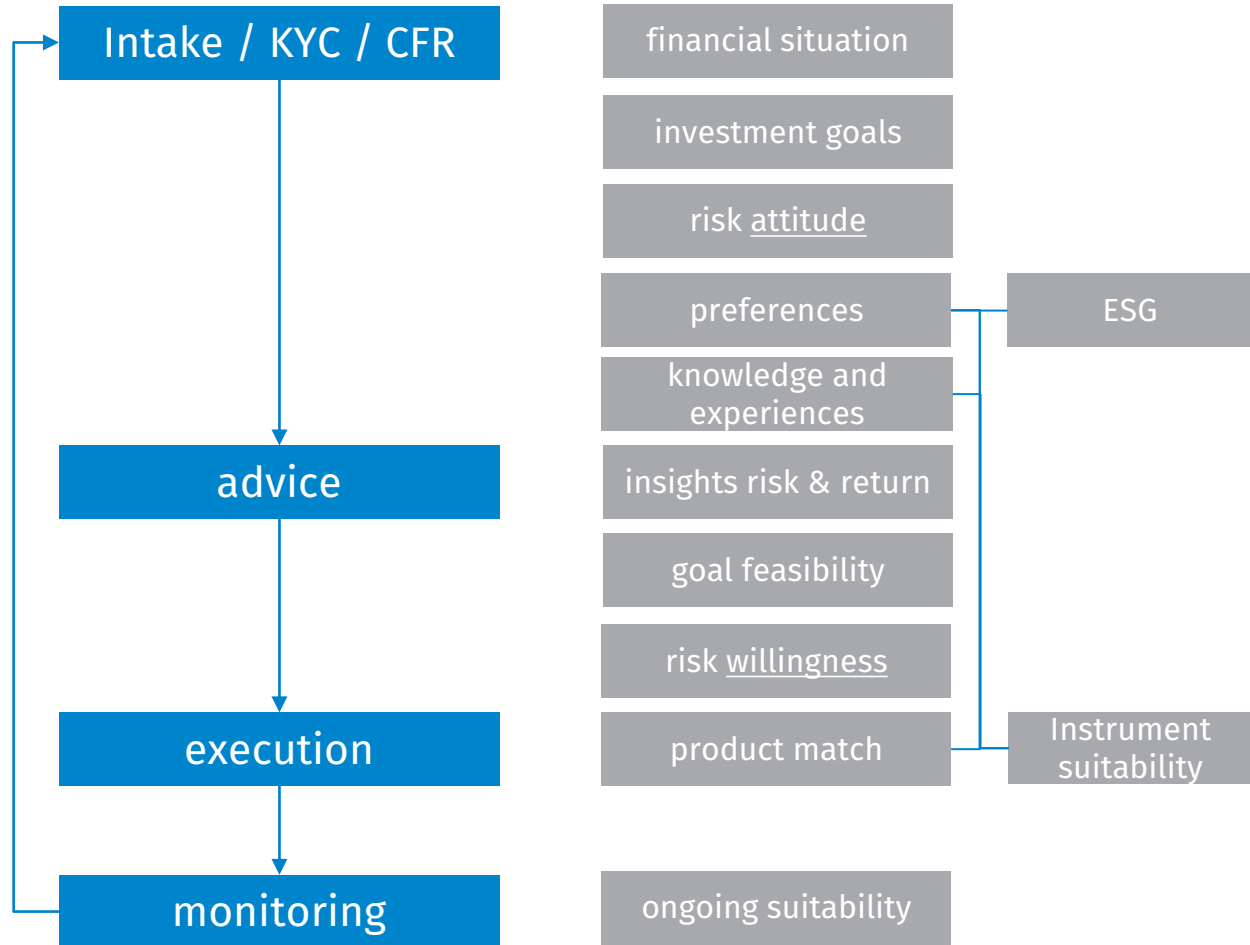 Intake / KYC / CFR
financial situation
investment goals
risk attitude
preferences
ESG
knowledge and
experiences
advice
insights risk & return
goal feasibility
risk willingness
execution
product match
Instrument
suitability
monitoring
ongoing suitability